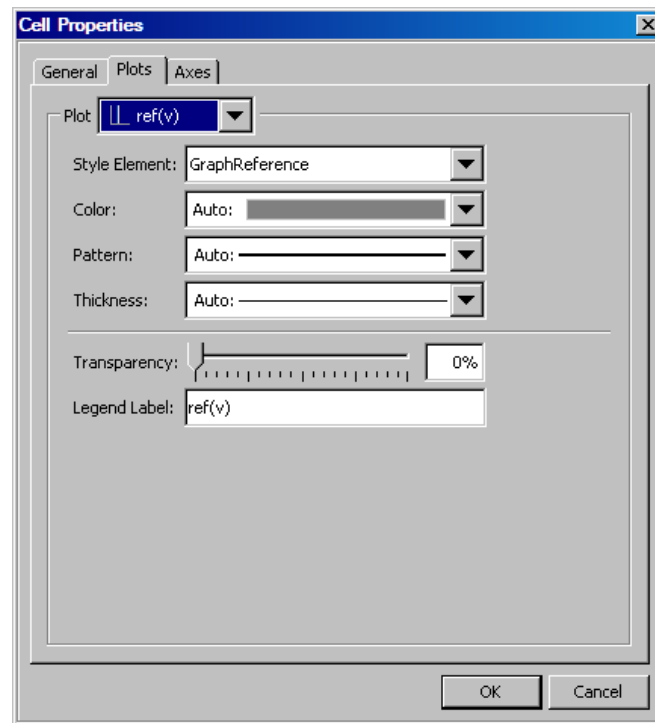 Cell Properties
General Plots Axes
Plot ref(v)
Style Element: GraphReference
Color: Auto:
Pattern: Auto:
Thickness: Auto:
Transparency: 0%
Legend Label: ref(v)
OK Cancel